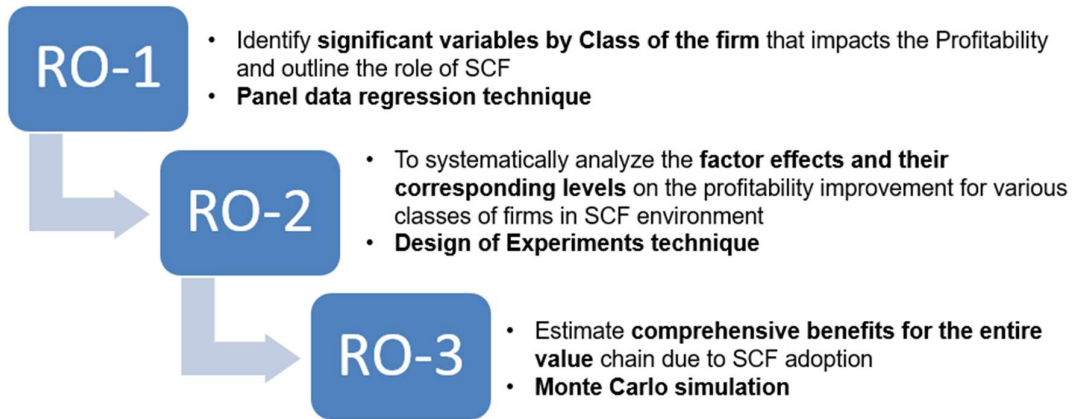 RO-1
• Identify significant variables by Class of the firm that impacts the Profitability
and outline the role of SCF
• Panel data regression technique
RO-2
• To systematically analyze the factor effects and their
corresponding levels on the profitability improvement for various
classes of firms in SCF environment
• Design of Experiments technique
RO-3
• Estimate comprehensive benefits for the entire
value chain due to SCF adoption
• Monte Carlo simulation